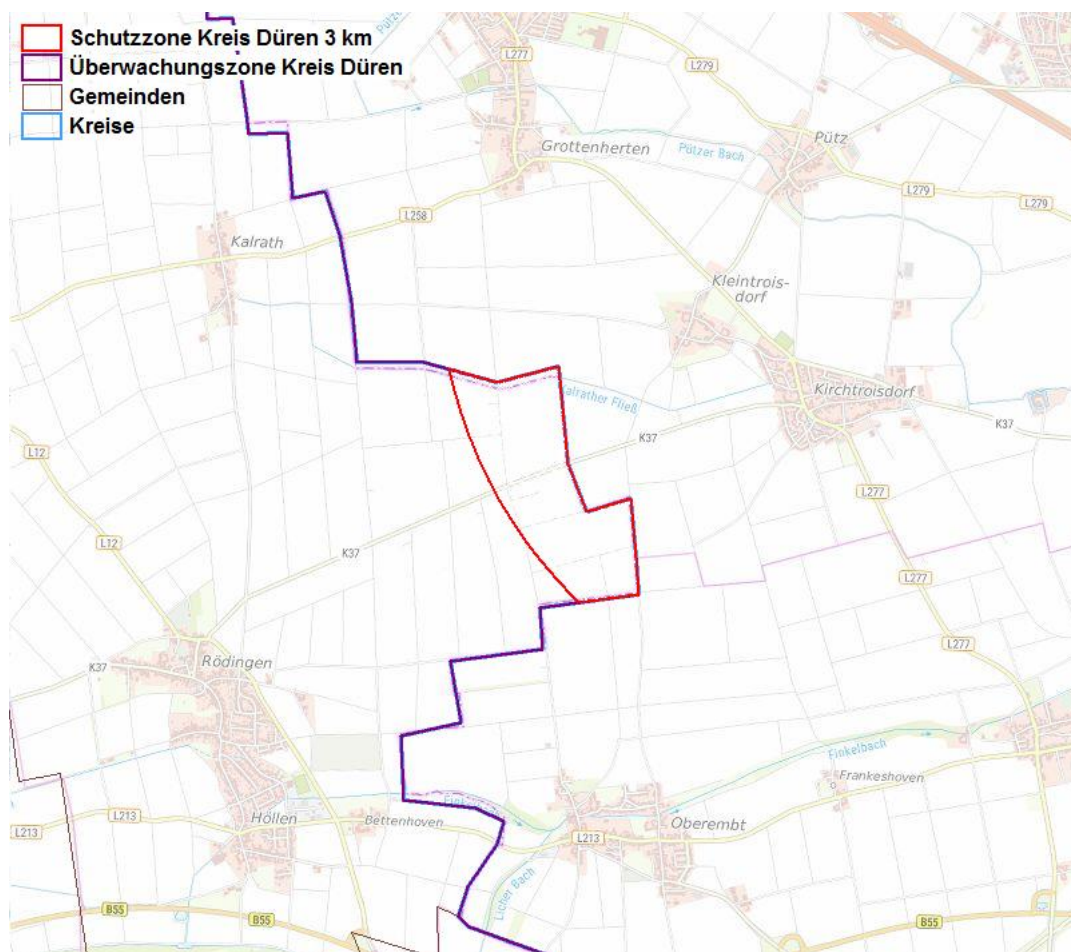 Schutzzone Kreis Düren 3 km
Überwachungszone Kreis Düren
Gemeinden
Kreise
L277
L279
Pütz
Grottenherten
Pützer Bach
L279
L279
L258
Kalrath
Kleintrois-
dorf
Kirchtroisdorf
Kalrather Fließ
K37
K37
L12
L277
L12
K37
L277
Rödingen
K37
L277
Finkelbach
Frankeshoven
L213
Höllen
Bettenhoven
Oberembt
L213
L213
Licher Bach
B55
B55